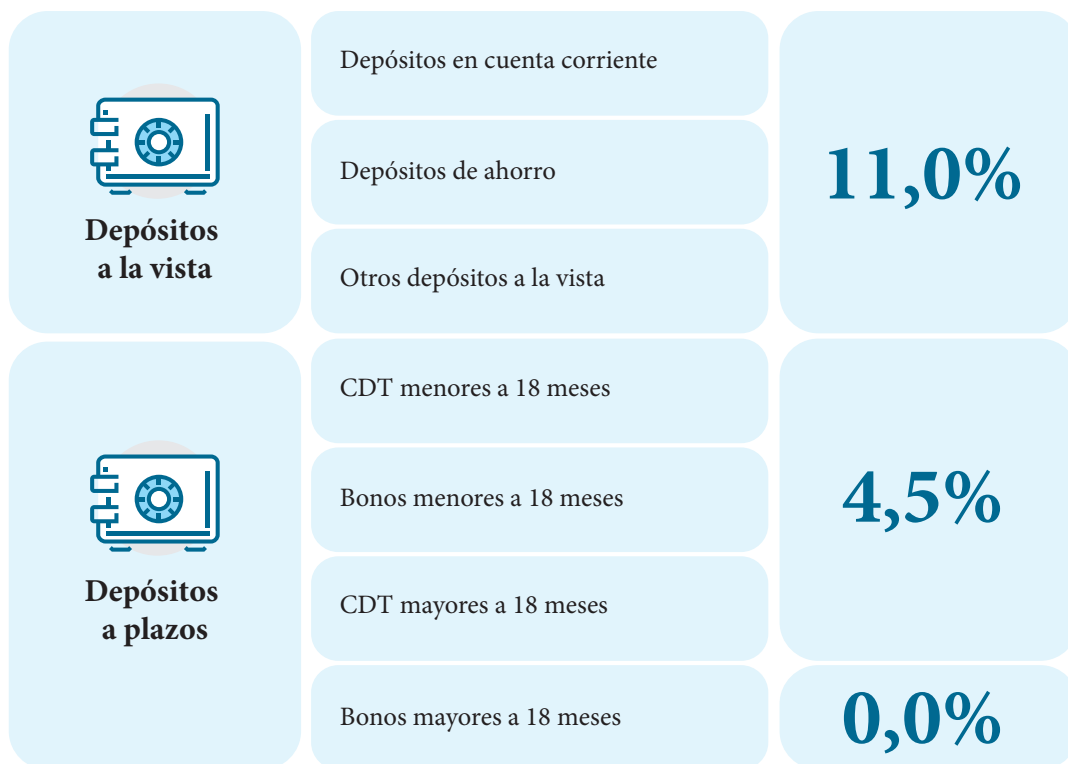 Depósitos
a la vista
Depósitos en cuenta corriente
Depósitos de ahorro
Otros depósitos a la vista
11,0%
Depósitos
a plazos
CDT menores a 18 meses
Bonos menores a 18 meses
CDT mayores a 18 meses
4,5%
Bonos mayores a 18 meses
0,0%